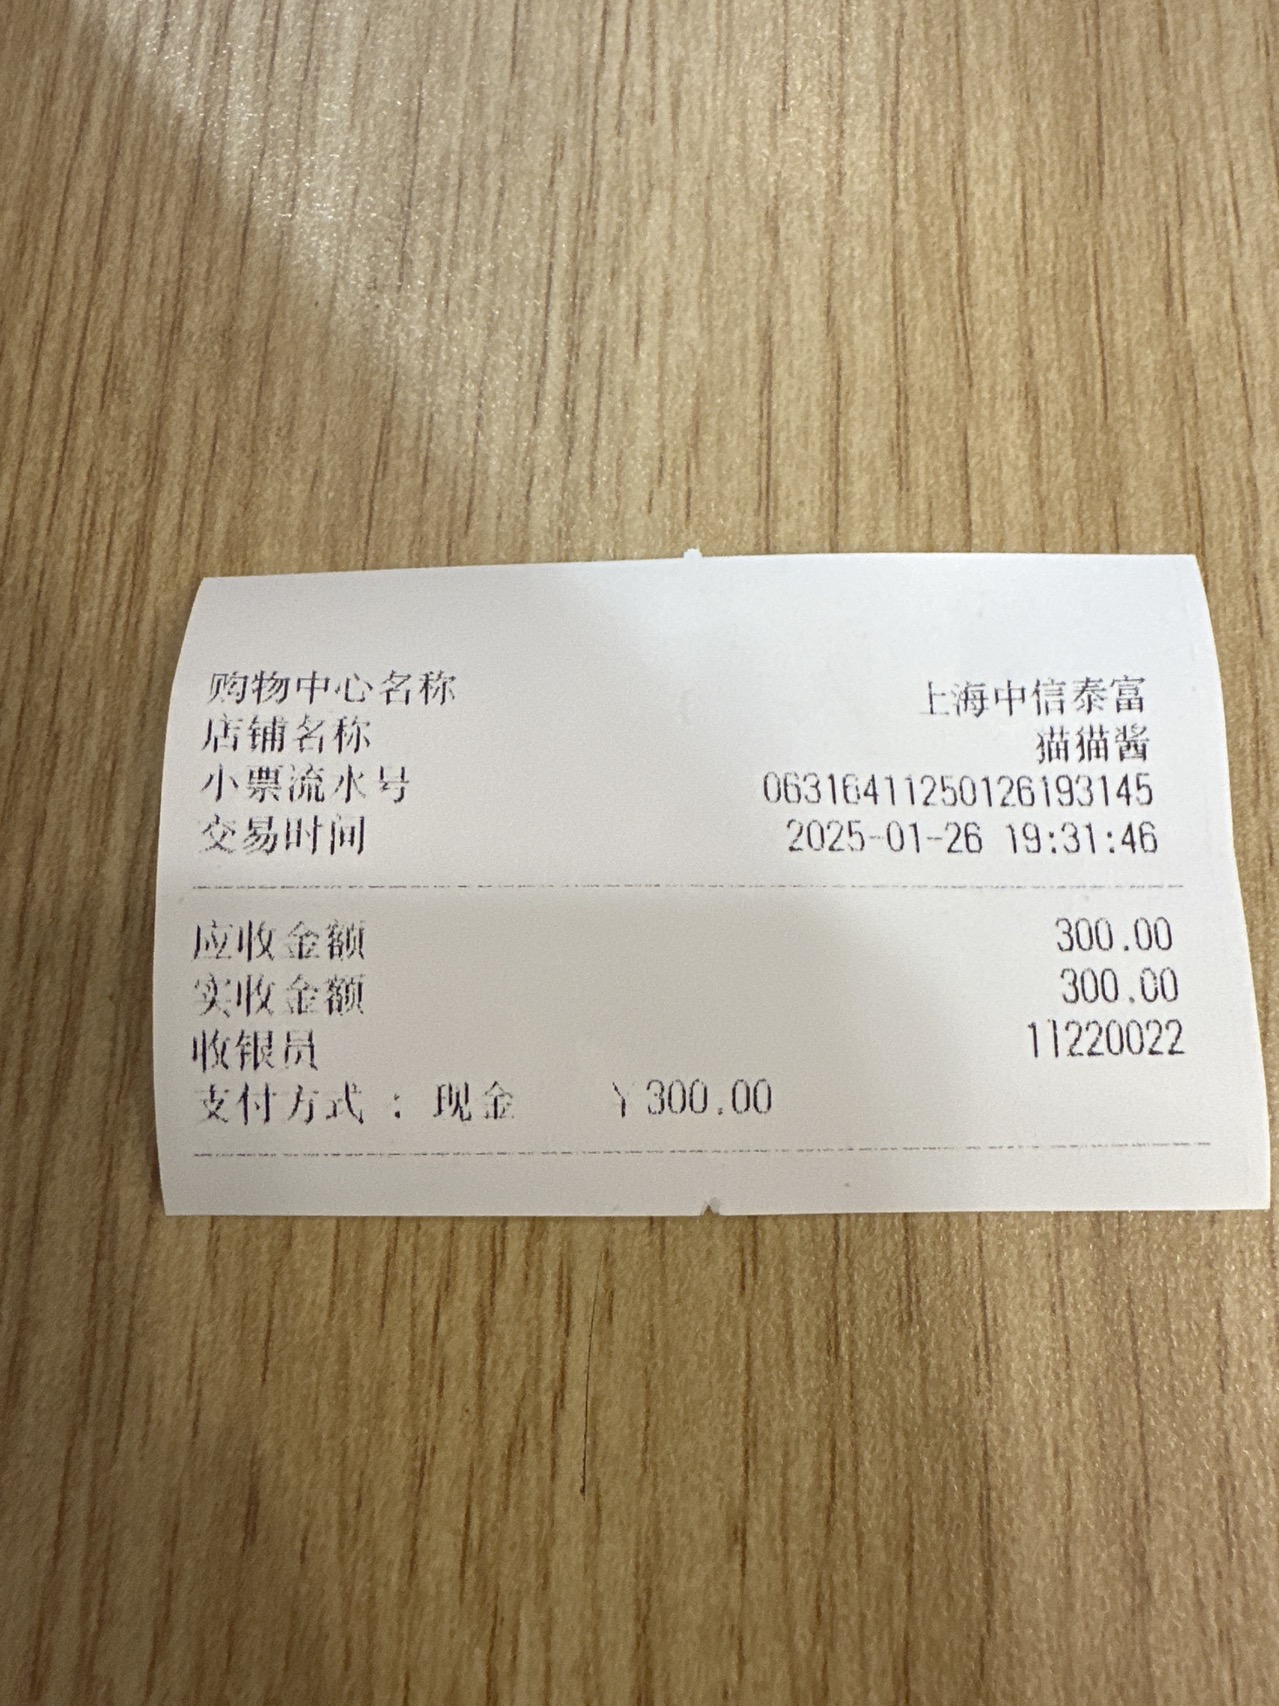 购物中心名称 上海中信泰富
店铺名称 猫猫酱
小票流水号 06316411250126193145
交易时间 2025-01-26 19:31:46
应收金额 300.00
实收金额 300.00
收银员 11220022
支付方式：现金 ¥300.00